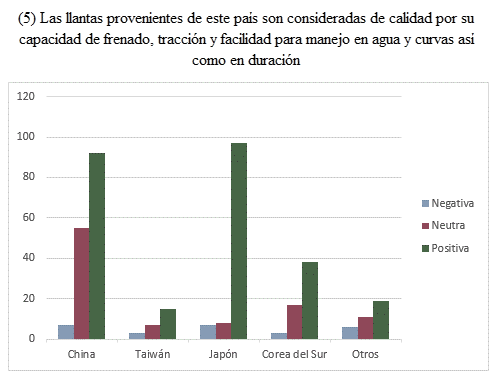 (5) Las llantas provenientes de este pais son consideradas de calidad por su
capacidad de frenado, tracción y facilidad para manejo en agua y curvas asi
como en duración
120
100
80
60
40
20
0
China Taiwán Japón Corea del Sur Otros
Negativa
Neutra
Positiva